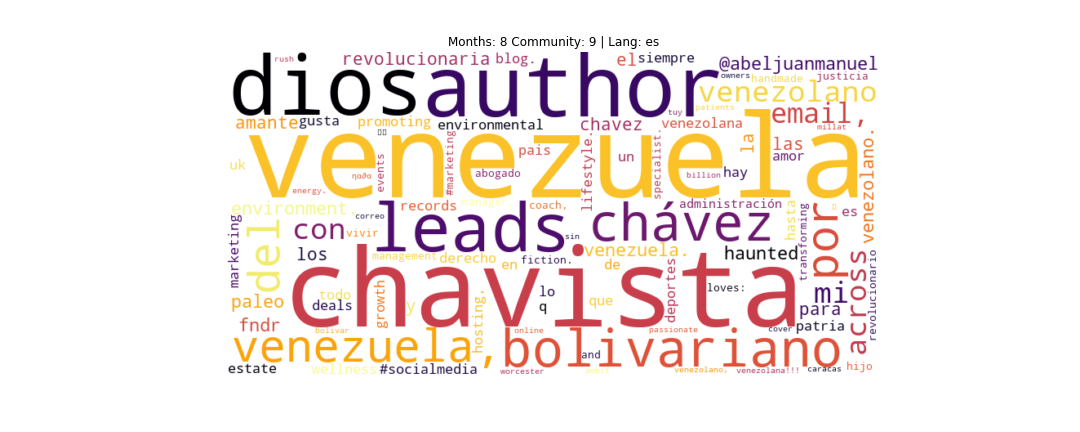 Months: 8 Community: 9 | Lang: es
rush
revolucionaria
blog.
el
siempre
@abeljuanmanuel
dios
author
owners
handmade
justicia
venezolano
patients
amante
gusta
promoting
environmental
chavez
tuy
venezolana
email,
millat
venezuela
uk
events
#marketing
pais
abogado
lifestyle.
un
specialist.
billion
hay
la
amor
las
venezolano.
energy.
environment.
del
records
manager,
coach,
administración
hasta
es
marketing
con
correo
leads
chávez
por
los
vivir
sin
venezuela.
haunted
transforming
management
derecho
en
fiction.
de
chavista
deportes
loves:
mi
across
revolucionario
paleo
deals
todo
growth
y
hosting,
lo
q
que
para
fndr
bolivar
online
passionate
cover
patria
venezuela,
bolivariano
and
estate
wellness
#socialmedia
worcester
venezolano,
venezolana!!!
caracas
hijo